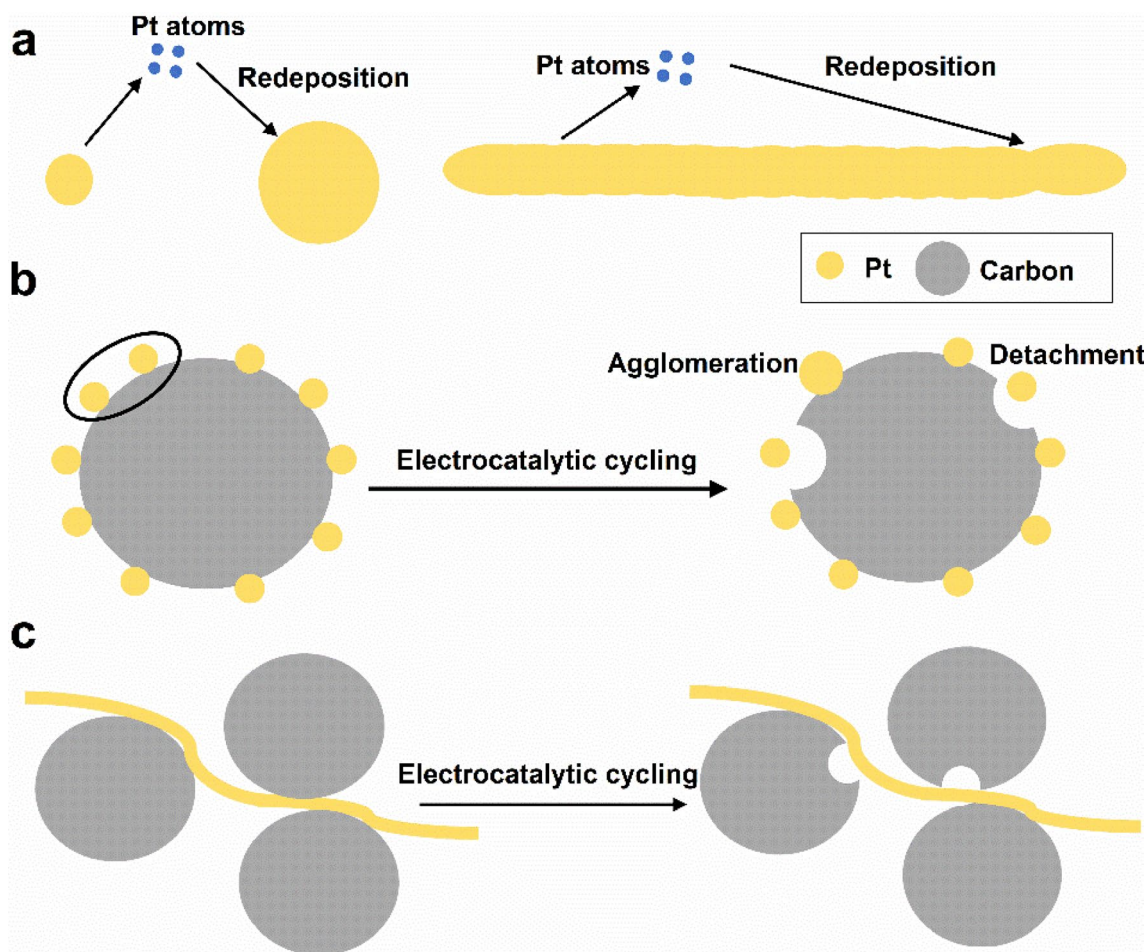 a
Pt atoms
Redeposition
Pt atoms
Redeposition
Pt
Carbon
b
Agglomeration
Detachment
Electrocatalytic cycling
c
Electrocatalytic cycling